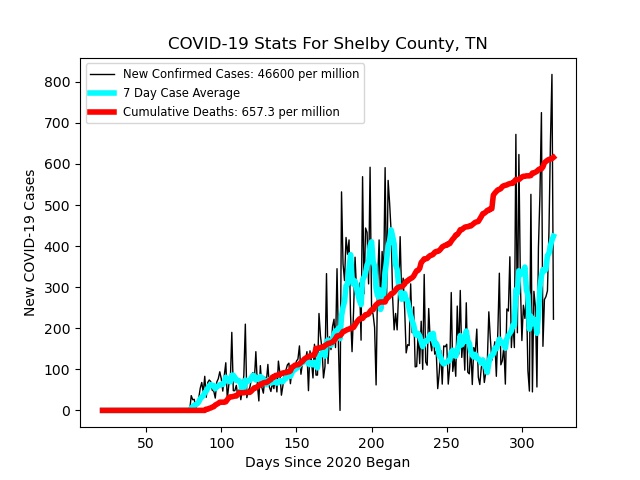 COVID-19 Stats For Shelby County, TN
New Confirmed Cases: 46600 per million
7 Day Case Average
Cumulative Deaths: 657.3 per million
New COVID-19 Cases
800
700
600
500
400
300
200
100
0
50 100 150 200 250 300
Days Since 2020 Began